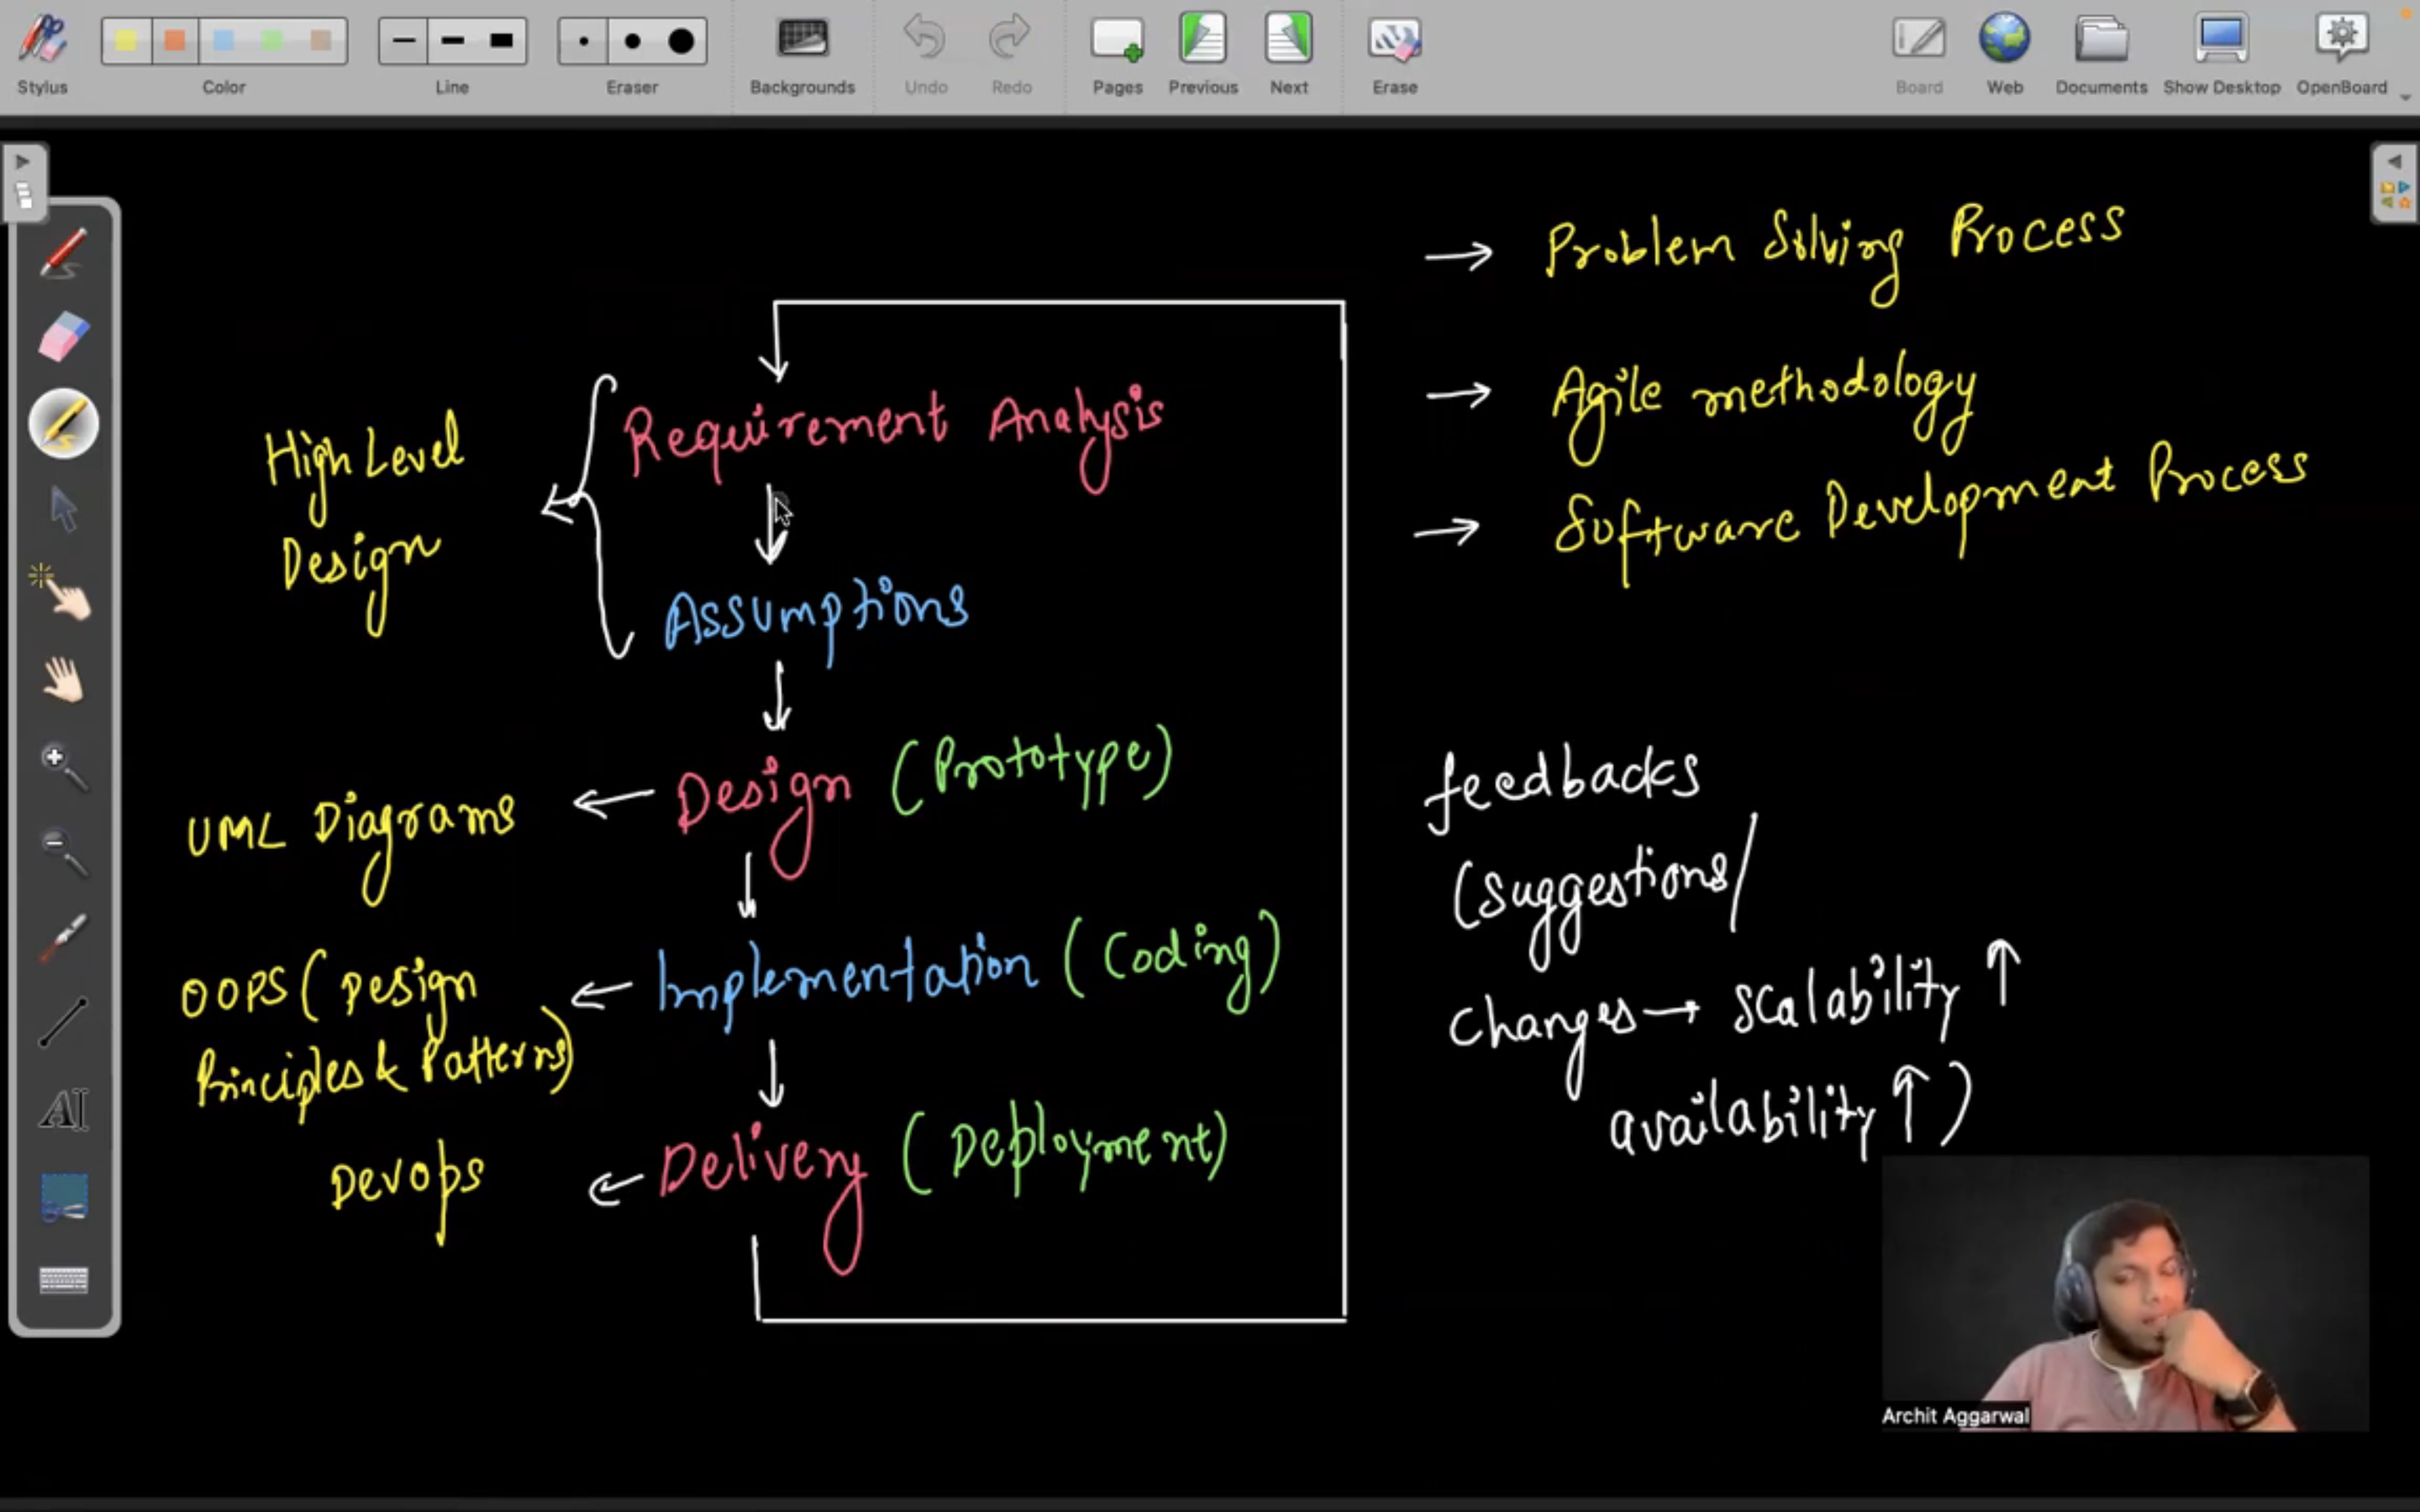 Stylus
Color
Line
Eraser
Backgrounds
Undo
Redo
Pages
Previous
Next
Erase
Board
Web
Documents
Show Desktop
OpenBoard
→ Problem Solving Process
→ Agile methodology
→ Software Development Process
High Level
Design
Requirement Analysis
Assumptions
UML Diagrams ← Design (Prototype)
OOPS (Design
Principles & Patterns)
← Implementation (Coding)
Devops ← Delivery (Deployment)
feedbacks
(suggestions/
changes → scalability ↑
availability ↑)
Archit Aggarwal